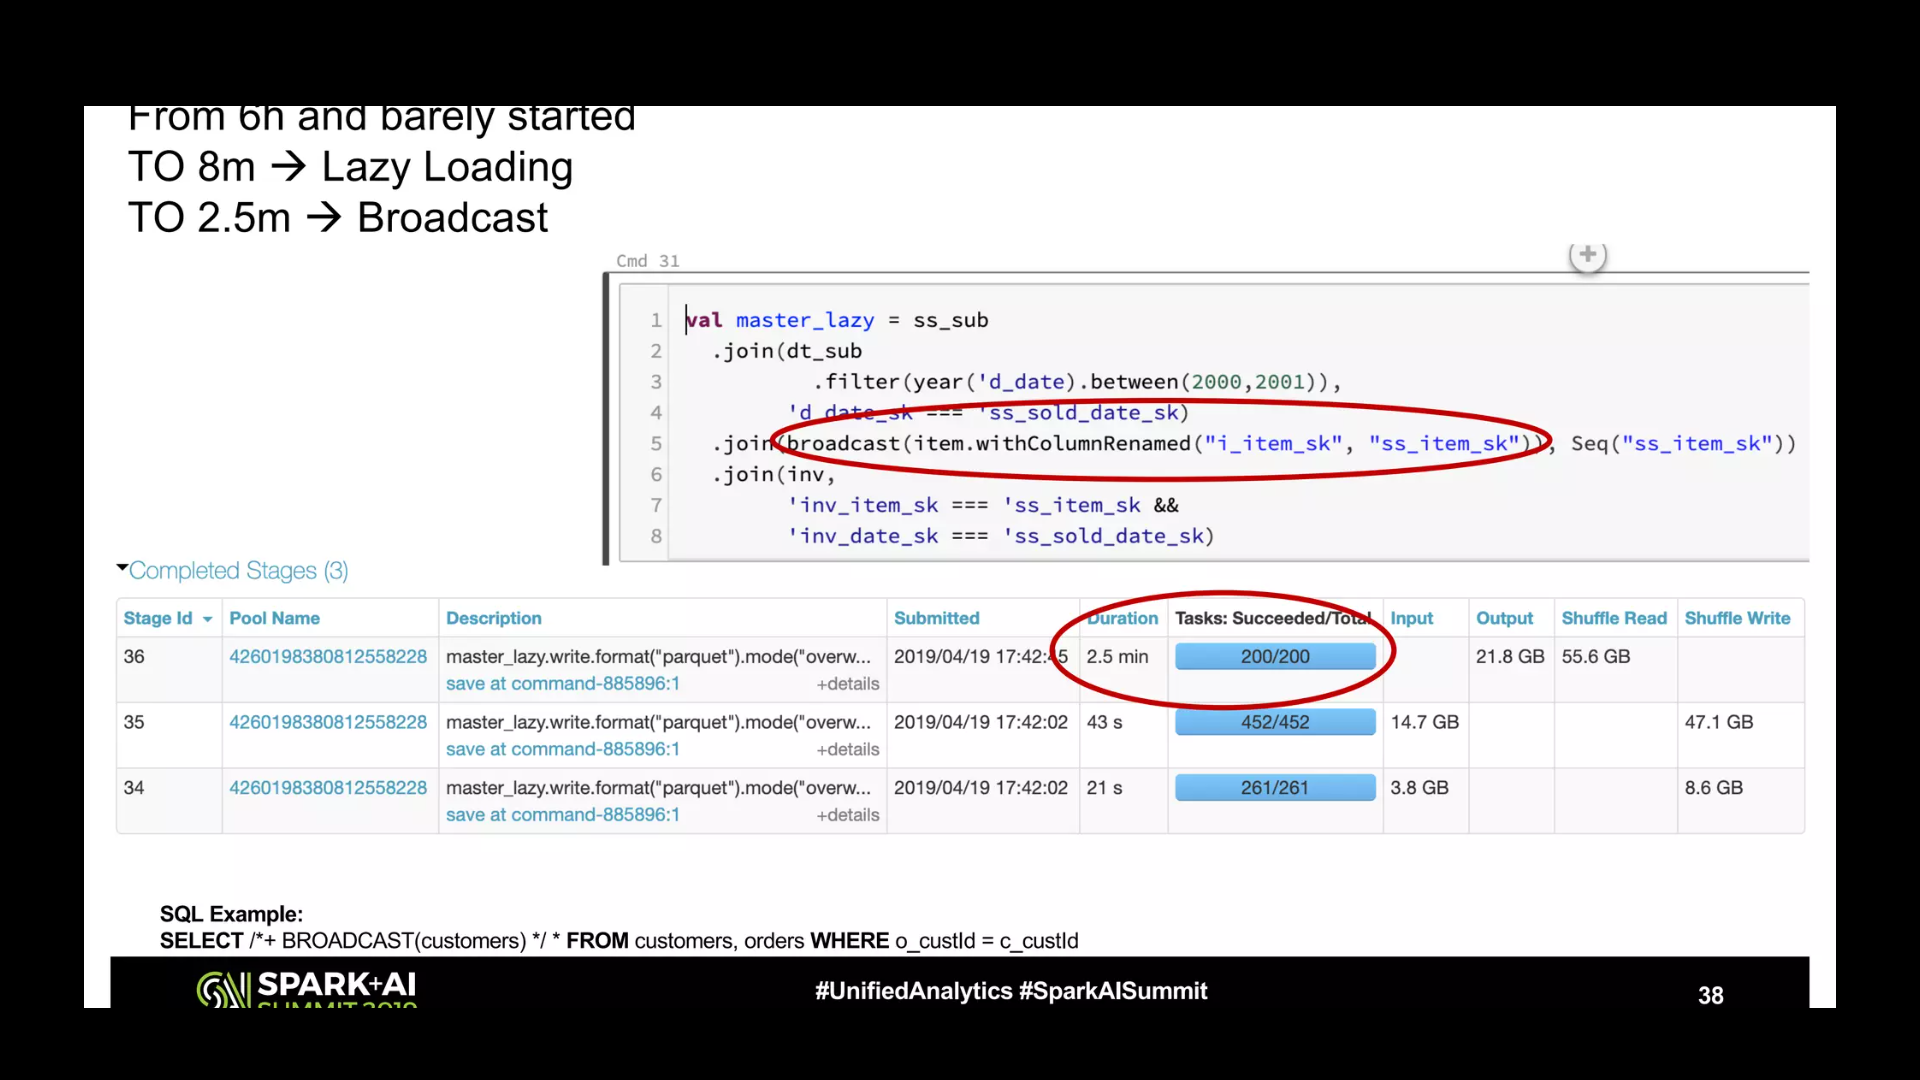 From 6h and barely started
TO 8m → Lazy Loading
TO 2.5m → Broadcast
Cmd 31
1 val master_lazy = ss_sub
2 .join(dt_sub
3 .filter(year('d_date).between(2000,2001)),
4 'd_date_sk === 'ss_sold_date_sk)
5 .join(broadcast(item.withColumnRenamed("i_item_sk", "ss_item_sk")), Seq("ss_item_sk"))
6 .join(inv,
7 'inv_item_sk === 'ss_item_sk &&
8 'inv_date_sk === 'ss_sold_date_sk)
Completed Stages (3)
Stage Id Pool Name Description Submitted Duration Tasks: Succeeded/Total Input Output Shuffle Read Shuffle Write
36 4260198380812558228 master_lazy.write.format("parquet").mode("overw... 2019/04/19 17:42:45 2.5 min 200/200 21.8 GB 55.6 GB
save at command-885896:1 +details
35 4260198380812558228 master_lazy.write.format("parquet").mode("overw... 2019/04/19 17:42:02 43 s 452/452 14.7 GB 47.1 GB
save at command-885896:1 +details
34 4260198380812558228 master_lazy.write.format("parquet").mode("overw... 2019/04/19 17:42:02 21 s 261/261 3.8 GB 8.6 GB
save at command-885896:1 +details
SQL Example:
SELECT /*+ BROADCAST(customers) */ * FROM customers, orders WHERE o_custId = c_custId
SPARK+AI
SUMMIT 2019
#UnifiedAnalytics #SparkAISummit
38